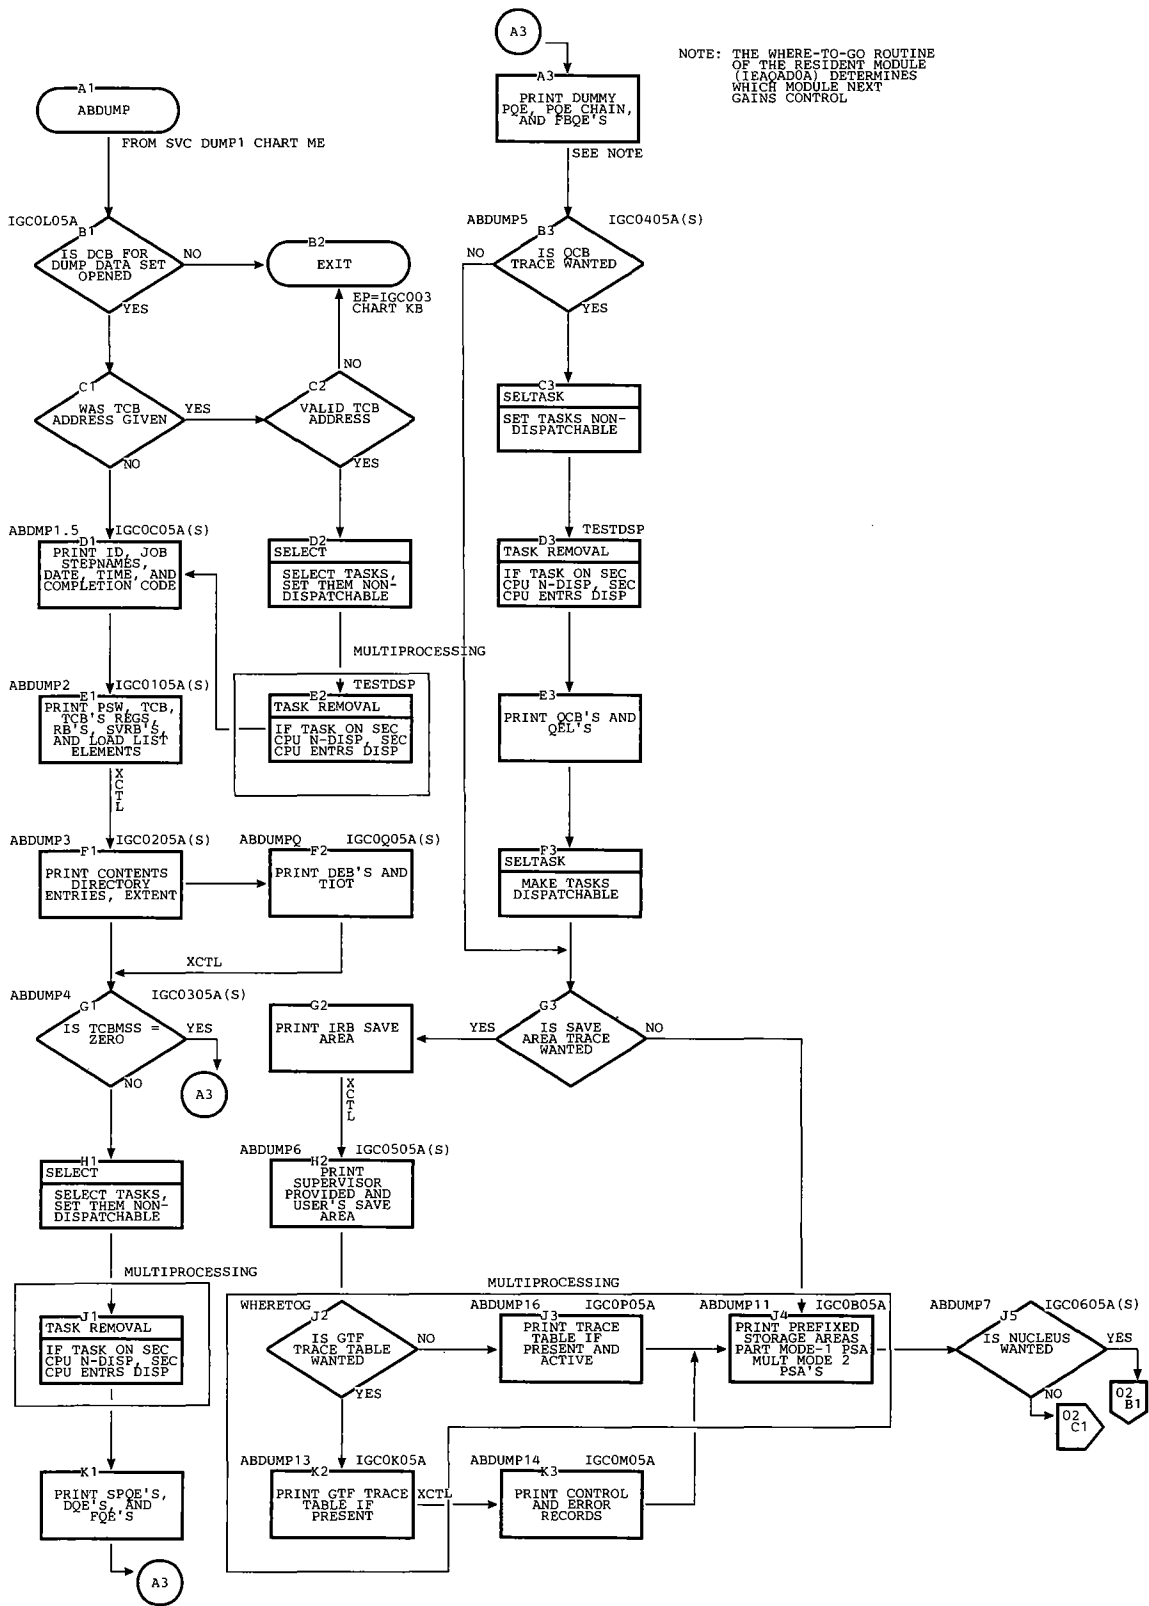 A3
NOTE: THE WHERE-TO-GO ROUTINE
OF THE RESIDENT MODULE
(IEAQAD0A) DETERMINES
WHICH MODULE NEXT
GAINS CONTROL
A1
ABDUMP
FROM SVC DUMP1 CHART ME
A3
PRINT DUMMY
PQE, PQE CHAIN,
AND FBQE'S
SEE NOTE
IGC0L05A
B1
IS DCB FOR
DUMP DATA SET
OPENED
NO
YES
B2
EXIT
EP=IGC003
CHART KB
ABDUMP5
IGC0405A(S)
B3
IS QCB
TRACE WANTED
NO
YES
C1
WAS TCB
ADDRESS GIVEN
YES
NO
C2
VALID TCB
ADDRESS
NO
YES
C3
SELTASK
SET TASKS NON-
DISPATCHABLE
ABDMP1.5
IGC0C05A(S)
D1
PRINT ID, JOB
STEPNAMES,
DATE, TIME, AND
COMPLETION CODE
D2
SELECT
SELECT TASKS,
SET THEM NON-
DISPATCHABLE
TESTDSP
D3
TASK REMOVAL
IF TASK ON SEC
CPU N-DISP, SEC
CPU ENTRS DISP
MULTIPROCESSING
ABDUMP2
IGC0105A(S)
E1
PRINT PSW, TCB,
TCB'S REGS,
RB'S, SVRB'S,
AND LOAD LIST
ELEMENTS
XCTL
TESTDSP
E2
TASK REMOVAL
IF TASK ON SEC
CPU N-DISP, SEC
CPU ENTRS DISP
E3
PRINT QCB'S AND
QEL'S
ABDUMP3
IGC0205A(S)
F1
PRINT CONTENTS
DIRECTORY
ENTRIES, EXTENT
ABDUMPQ
IGC0Q05A(S)
F2
PRINT DEB'S AND
TIOT
XCTL
F3
SELTASK
MAKE TASKS
DISPATCHABLE
ABDUMP4
IGC0305A(S)
G1
IS TCBMSS =
ZERO
YES
NO
A3
G2
PRINT IRB SAVE
AREA
XCTL
G3
IS SAVE
AREA TRACE
WANTED
YES
NO
H1
SELECT
SELECT TASKS,
SET THEM NON-
DISPATCHABLE
ABDUMP6
IGC0505A(S)
H2
PRINT
SUPERVISOR
PROVIDED AND
USER'S SAVE
AREA
MULTIPROCESSING
J1
TASK REMOVAL
IF TASK ON SEC
CPU N-DISP, SEC
CPU ENTRS DISP
MULTIPROCESSING
WHERETOG
J2
IS GTF
TRACE TABLE
WANTED
NO
YES
ABDUMP16
IGC0P05A
J3
PRINT TRACE
TABLE IF
PRESENT AND
ACTIVE
ABDUMP11
IGC0B05A
J4
PRINT PREFIXED
STORAGE AREAS
PART MODE-1 PSA
MULT MODE 2
PSA'S
ABDUMP7
IGC0605A(S)
J5
IS NUCLEUS
WANTED
YES
NO
02
B1
02
C1
K1
PRINT SPQE'S,
DQE'S, AND
FQE'S
A3
ABDUMP13
IGC0K05A
K2
PRINT GTF TRACE
TABLE IF
PRESENT
XCTL
ABDUMP14
IGC0M05A
K3
PRINT CONTROL
AND ERROR
RECORDS